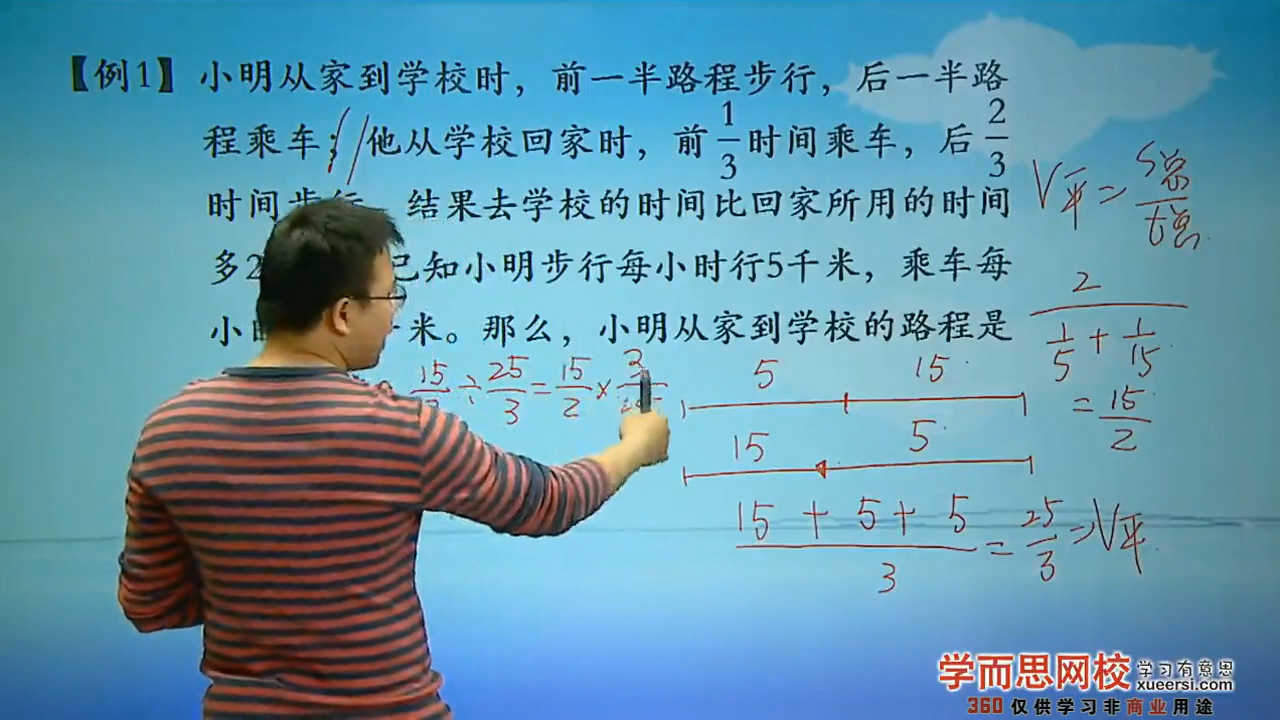 【例1】小明从家到学校时，前一半路程步行，后一半路
程乘车；他从学校回家时，前1/3时间乘车，后2/3
时间步行。结果去学校的时间比回家所用的时间
多2 已知小明步行每小时行5千米，乘车每
小 米。那么，小明从家到学校的路程是
V平=S总/t总
2/(1/5+1/15)
=15/2
15 ÷ 25/3 = 15/2 × 3
5 15
15 5
(15+5+5)/3=25/3=>V平
学而思网校 学习有意思
xueersi.com
360仅供学习非商业用途